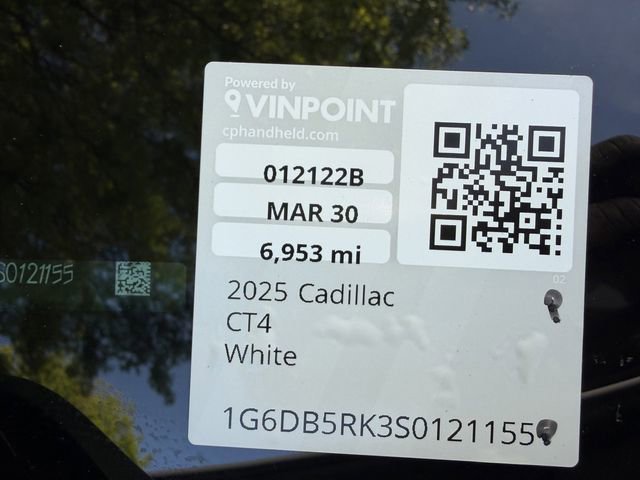 Powered by
VINPOINT
cphandheld.com
012122B
MAR 30
6,953 mi
02
2025 Cadillac
CT4
White
1G6DB5RK3S0121155
S0121155